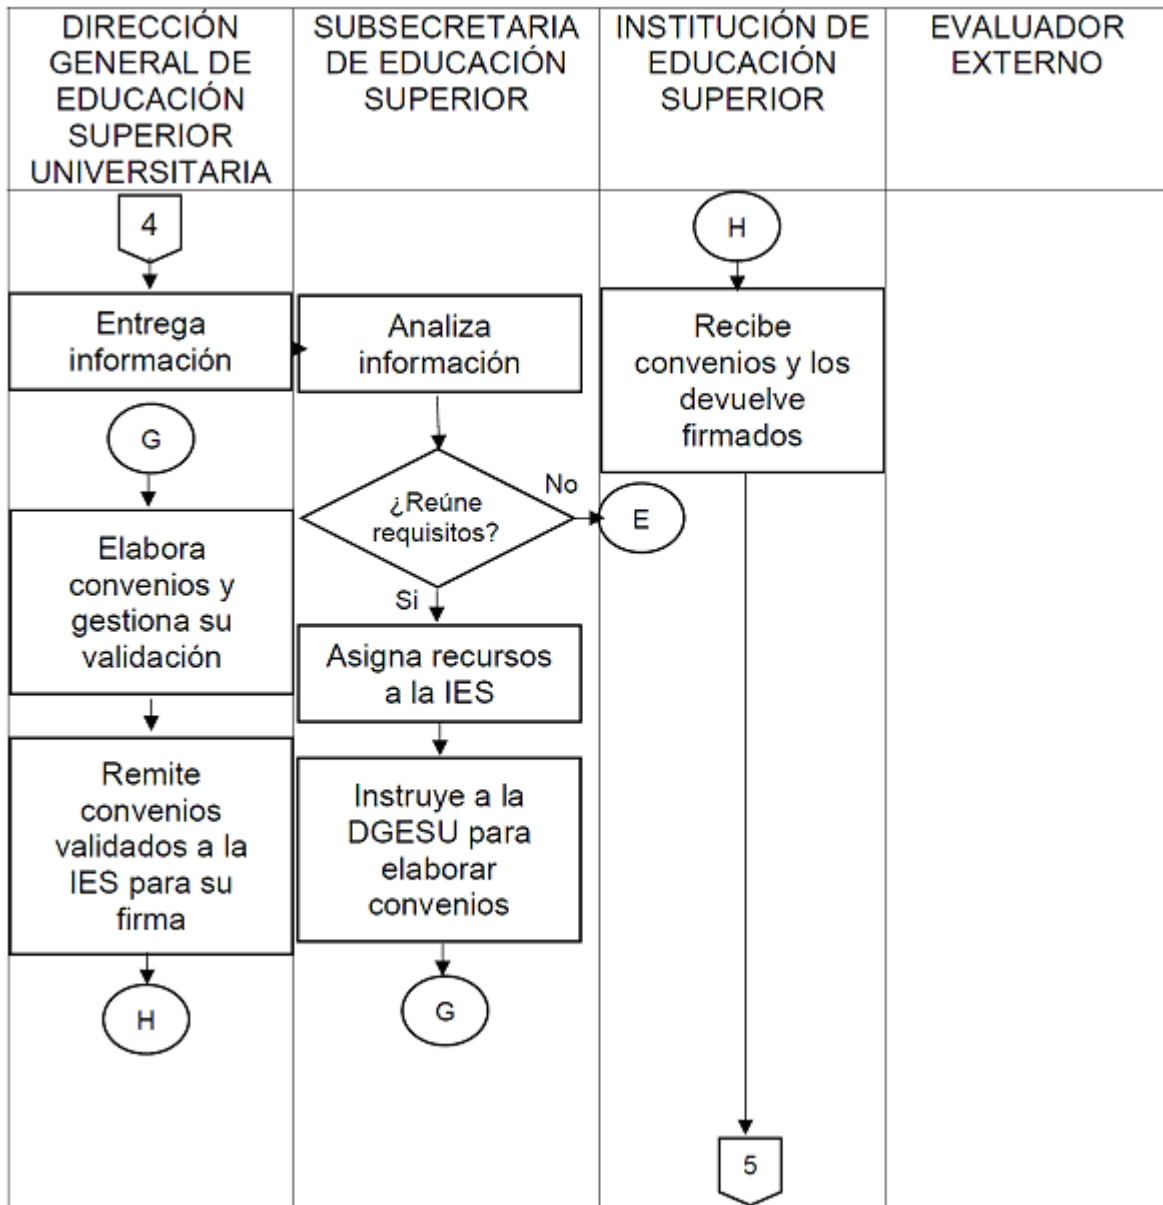 DIRECCIÓN
GENERAL DE
EDUCACIÓN
SUPERIOR
UNIVERSITARIA
SUBSECRETARIA
DE EDUCACIÓN
SUPERIOR
INSTITUCIÓN DE
EDUCACIÓN
SUPERIOR
EVALUADOR
EXTERNO
4
Entrega
información
G
Elabora
convenios y
gestiona su
validación
Remite
convenios
validados a la
IES para su
firma
H
Analiza
información
¿Reúne
requisitos?
No
E
Si
Asigna recursos
a la IES
Instruye a la
DGESU para
elaborar
convenios
G
H
Recibe
convenios y los
devuelve
firmados
5